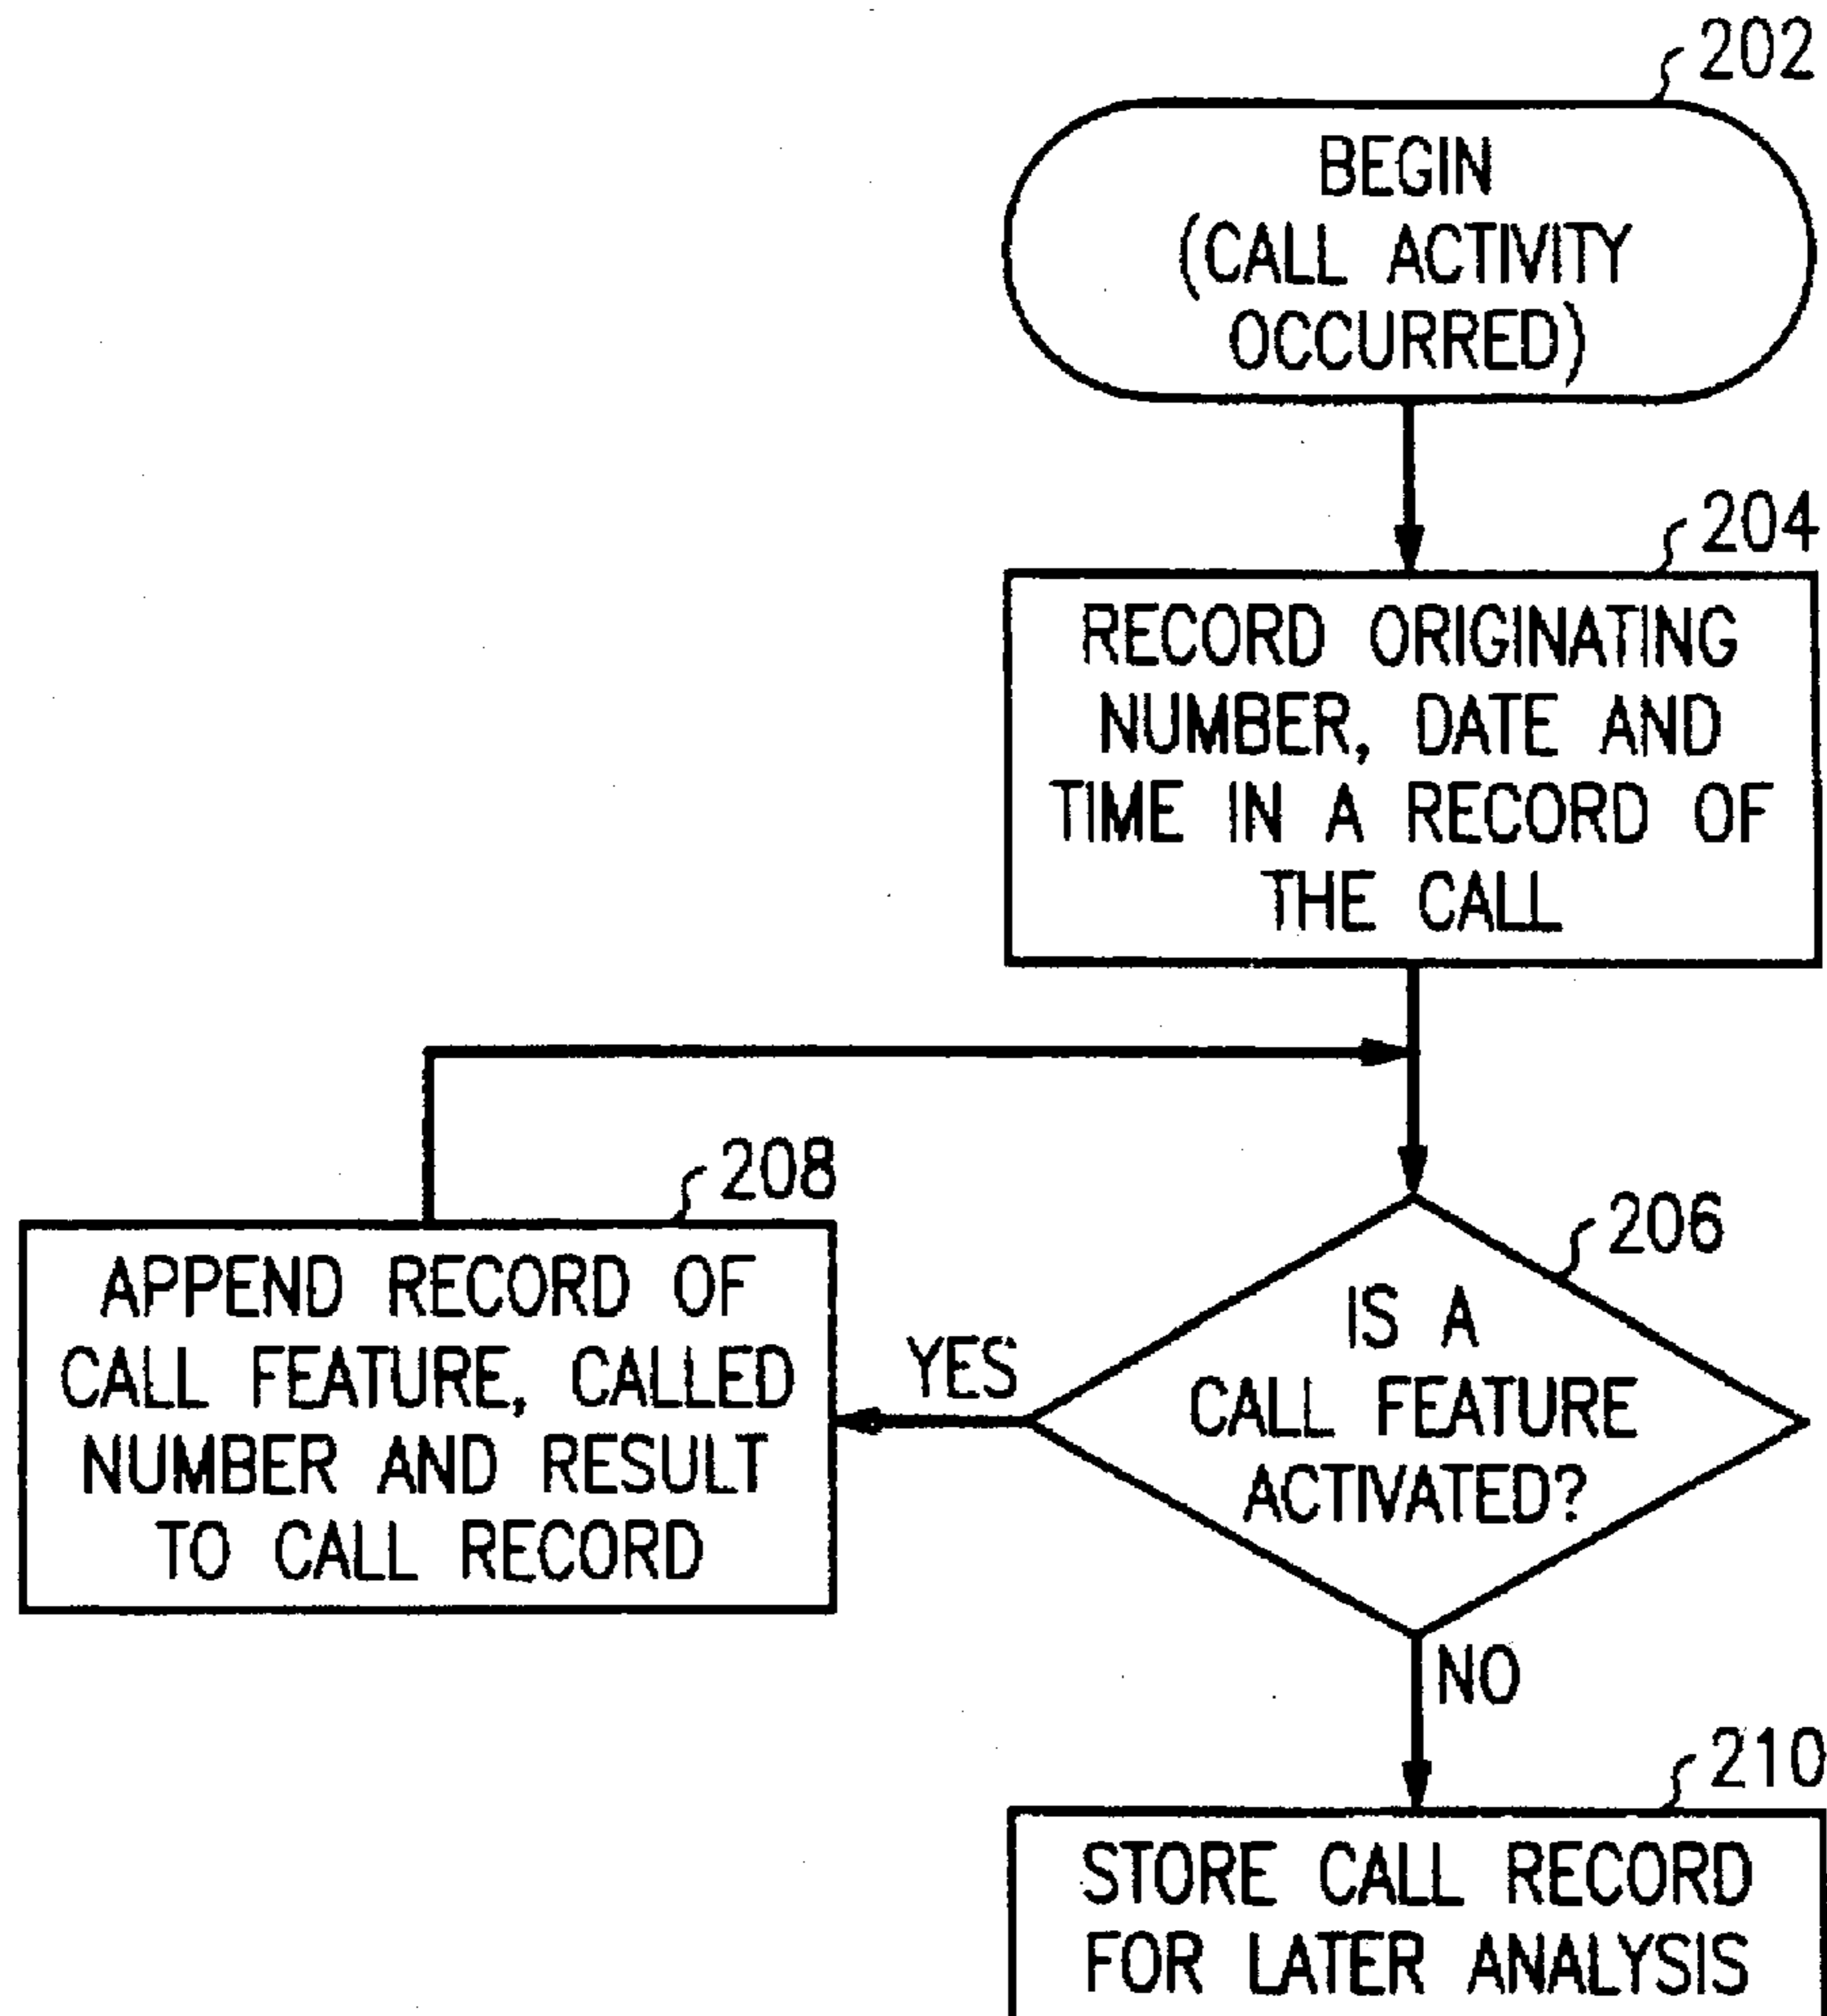 202
BEGIN
(CALL ACTIVITY
OCCURRED)
204
RECORD ORIGINATING
NUMBER, DATE AND
TIME IN A RECORD OF
THE CALL
208
APPEND RECORD OF
CALL FEATURE, CALLED
NUMBER AND RESULT
TO CALL RECORD
YES
206
IS A
CALL FEATURE
ACTIVATED?
NO
210
STORE CALL RECORD
FOR LATER ANALYSIS